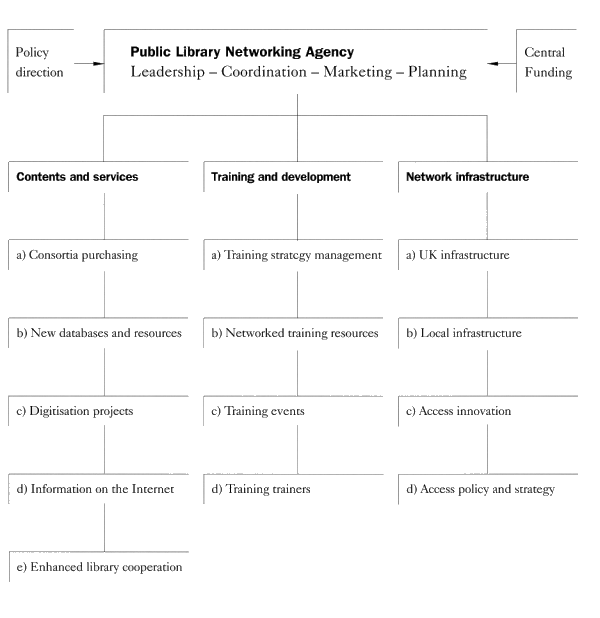 Policy
direction
Public Library Networking Agency
Leadership – Coordination – Marketing – Planning
Central
Funding
Contents and services
Training and development
Network infrastructure
a) Consortia purchasing
a) Training strategy management
a) UK infrastructure
b) New databases and resources
b) Networked training resources
b) Local infrastructure
c) Digitisation projects
c) Training events
c) Access innovation
d) Information on the Internet
d) Training trainers
d) Access policy and strategy
e) Enhanced library cooperation